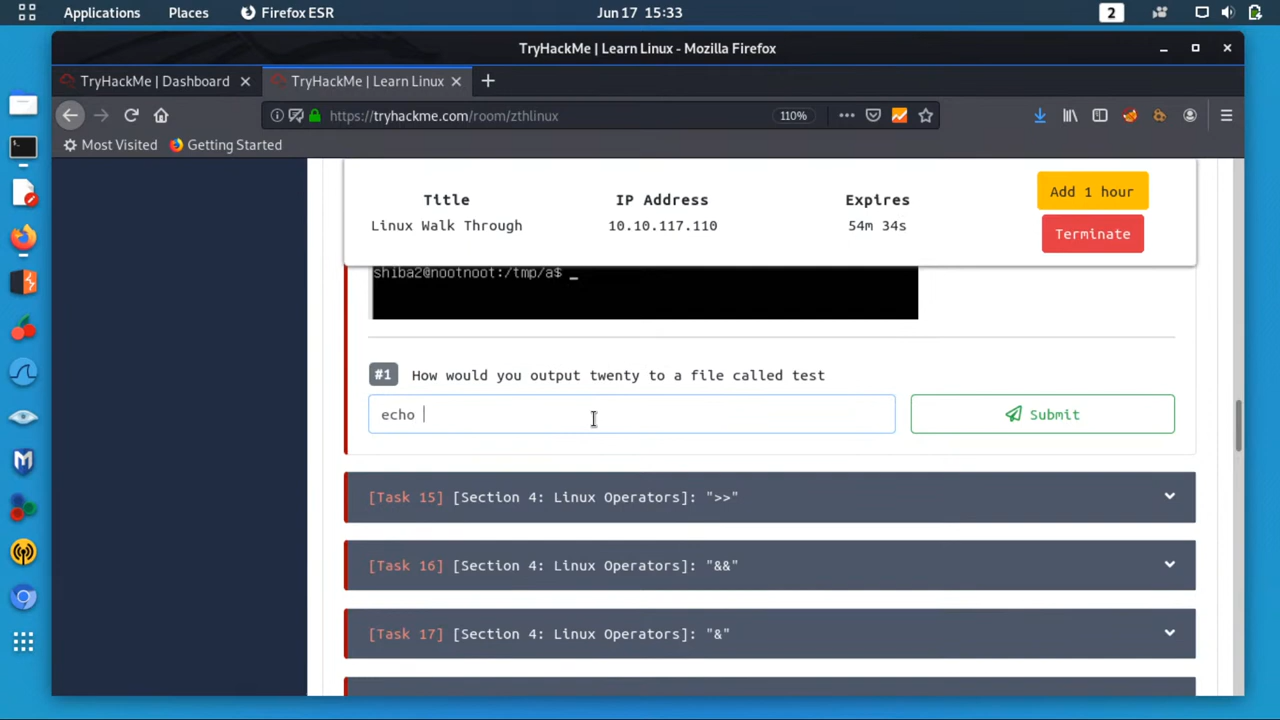 Applications Places Firefox ESR Jun 17 15:33 2
TryHackMe | Learn Linux - Mozilla Firefox
TryHackMe | Dashboard TryHackMe | Learn Linux
https://tryhackme.com/room/zthlinux 110%
Most Visited Getting Started
Title IP Address Expires
Add 1 hour
Linux Walk Through 10.10.117.110 54m 34s
Terminate
shiba2@nootnoot:/tmp/a$ _
#1 How would you output twenty to a file called test
echo
Submit
[Task 15] [Section 4: Linux Operators]: ">>"
[Task 16] [Section 4: Linux Operators]: "&&"
[Task 17] [Section 4: Linux Operators]: "&"